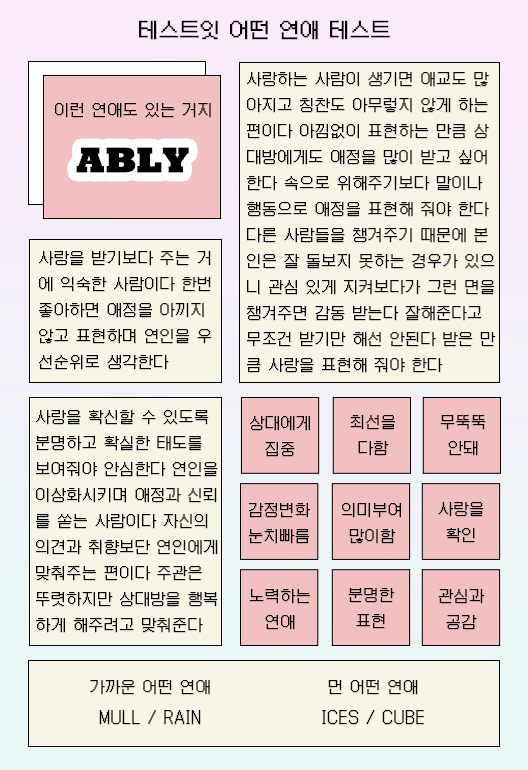 테스트잇 어떤 연애 테스트
이런 연애도 있는 거지
ABLY
사랑하는 사람이 생기면 애교도 많
아지고 칭찬도 아무렇지 않게 하는
편이다 아낌없이 표현하는 만큼 상
대방에게도 애정을 많이 받고 싶어
한다 속으로 위해주기보다 말이나
행동으로 애정을 표현해 줘야 한다
다른 사람들을 챙겨주기 때문에 본
인은 잘 돌보지 못하는 경우가 있으
니 관심 있게 지켜보다가 그런 면을
챙겨주면 감동 받는다 잘해준다고
무조건 받기만 해선 안된다 받은 만
큼 사랑을 표현해 줘야 한다
사랑을 받기보다 주는 거
에 익숙한 사람이다 한번
좋아하면 애정을 아끼지
않고 표현하며 연인을 우
선순위로 생각한다
사랑을 확신할 수 있도록
분명하고 확실한 태도를
보여줘야 안심한다 연인을
이상화시키며 애정과 신뢰
를 쏟는 사람이다 자신의
의견과 취향보단 연인에게
맞춰주는 편이다 주관은
뚜렷하지만 상대방을 행복
하게 해주려고 맞춰준다
상대에게
집중
최선을
다함
무뚝뚝
안돼
감정변화
눈치빠름
의미부여
많이함
사랑을
확인
노력하는
연애
분명한
표현
관심과
공감
가까운 어떤 연애
MULL / RAIN
먼 어떤 연애
ICES / CUBE